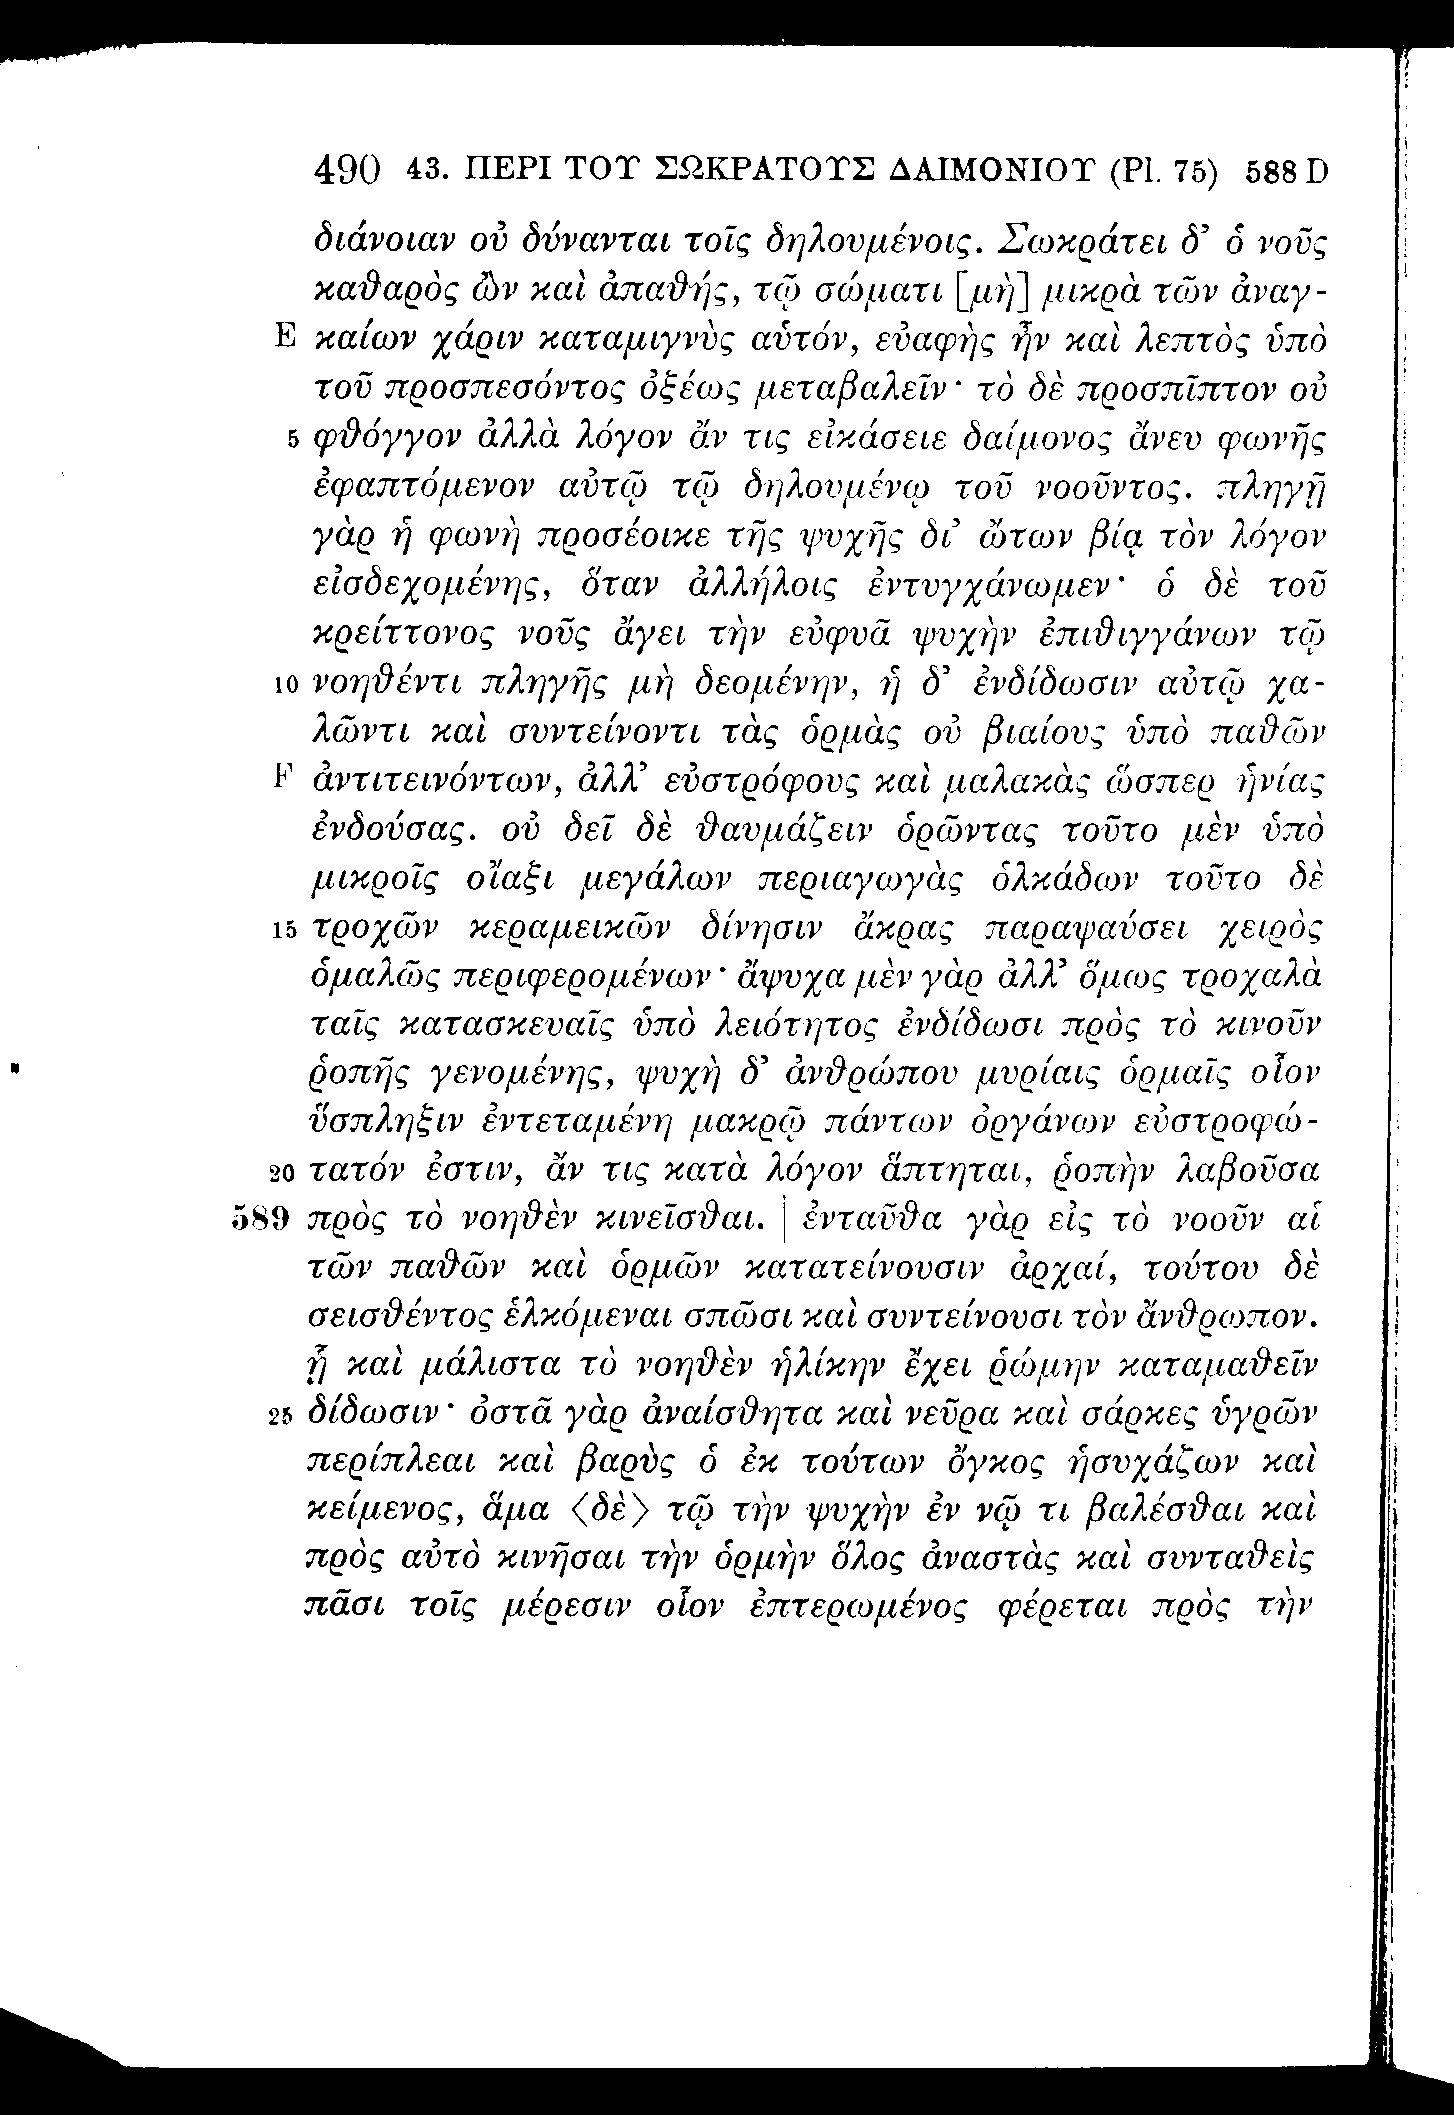 490 43. ΠΕΡΙ ΤΟΥ ΣΩΚΡΑΤΟΥΣ ΔΑΙΜΟΝΙΟΥ (Pl. 75) 588 D
διάνοιαν οὐ δύνανται τοῖς δηλουμένοις. Σωκράτει δ’ ὁ νοῦς
καθαρὸς ὢν καὶ ἀπαθής, τῷ σώματι [μὴ] μικρὰ τῶν ἀναγ-
E καίων χάριν καταμιγνὺς αὑτόν, εὐαφὴς ἦν καὶ λεπτὸς ὑπὸ
τοῦ προσπεσόντος ὀξέως μεταβαλεῖν· τὸ δὲ προσπῖπτον οὐ
5 φθόγγον ἀλλὰ λόγον ἄν τις εἰκάσειε δαίμονος ἄνευ φωνῆς
ἐφαπτόμενον αὐτῷ τῷ δηλουμένῳ τοῦ νοοῦντος. πληγῇ
γὰρ ἡ φωνὴ προσέοικε τῆς ψυχῆς δι’ ὤτων βίᾳ τὸν λόγον
εἰσδεχομένης, ὅταν ἀλλήλοις ἐντυγχάνωμεν· ὁ δὲ τοῦ
κρείττονος νοῦς ἄγει τὴν εὐφυᾶ ψυχὴν ἐπιθιγγάνων τῷ
10 νοηθέντι πληγῆς μὴ δεομένην, ἡ δ’ ἐνδίδωσιν αὐτῷ χα-
λῶντι καὶ συντείνοντι τὰς ὁρμὰς οὐ βιαίους ὑπὸ παθῶν
F ἀντιτεινόντων, ἀλλ’ εὐστρόφους καὶ μαλακὰς ὥσπερ ἡνίας
ἐνδούσας. οὐ δεῖ δὲ θαυμάζειν ὁρῶντας τοῦτο μὲν ὑπὸ
μικροῖς οἴαξι μεγάλων περιαγωγὰς ὁλκάδων τοῦτο δὲ
15 τροχῶν κεραμεικῶν δίνησιν ἄκρας παραψαύσει χειρὸς
ὁμαλῶς περιφερομένων· ἄψυχα μὲν γὰρ ἀλλ’ ὅμως τροχαλὰ
ταῖς κατασκευαῖς ὑπὸ λειότητος ἐνδίδωσι πρὸς τὸ κινοῦν
ῥοπῆς γενομένης, ψυχὴ δ’ ἀνθρώπου μυρίαις ὁρμαῖς οἷον
ὕσπληξιν ἐντεταμένη μακρῷ πάντων ὀργάνων εὐστροφώ-
20 τατόν ἐστιν, ἄν τις κατὰ λόγον ἅπτηται, ῥοπὴν λαβοῦσα
589 πρὸς τὸ νοηθὲν κινεῖσθαι. | ἐνταῦθα γὰρ εἰς τὸ νοοῦν αἱ
τῶν παθῶν καὶ ὁρμῶν κατατείνουσιν ἀρχαί, τούτου δὲ
σεισθέντος ἑλκόμεναι σπῶσι καὶ συντείνουσι τὸν ἄνθρωπον.
ᾗ καὶ μάλιστα τὸ νοηθὲν ἡλίκην ἔχει ῥώμην καταμαθεῖν
25 δίδωσιν· ὀστᾶ γὰρ ἀναίσθητα καὶ νεῦρα καὶ σάρκες ὑγρῶν
περίπλεαι καὶ βαρὺς ὁ ἐκ τούτων ὄγκος ἡσυχάζων καὶ
κείμενος, ἅμα ⟨δὲ⟩ τῷ τὴν ψυχὴν ἐν νῷ τι βαλέσθαι καὶ
πρὸς αὐτὸ κινῆσαι τὴν ὁρμὴν ὅλος ἀναστὰς καὶ συνταθεὶς
πᾶσι τοῖς μέρεσιν οἷον ἐπτερωμένος φέρεται πρὸς τὴν